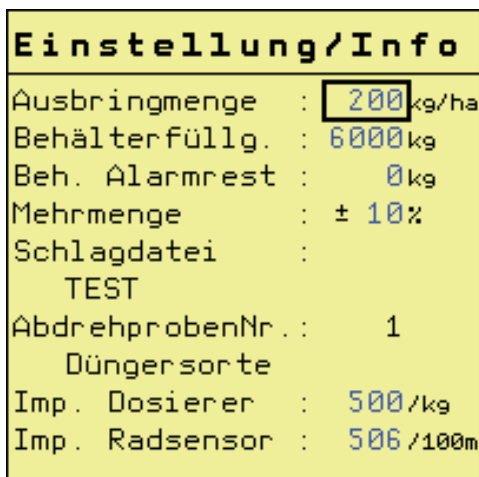 Einstellung/Info
Ausbringmenge : 200kg/ha
Behälterfüllg. : 6000kg
Beh. Alarmrest : 0kg
Mehrmenge : ± 10%
Schlagdatei :
TEST
AbdrehprobenNr.: 1
Düngersorte
Imp. Dosierer : 500/kg
Imp. Radsensor : 506/100m